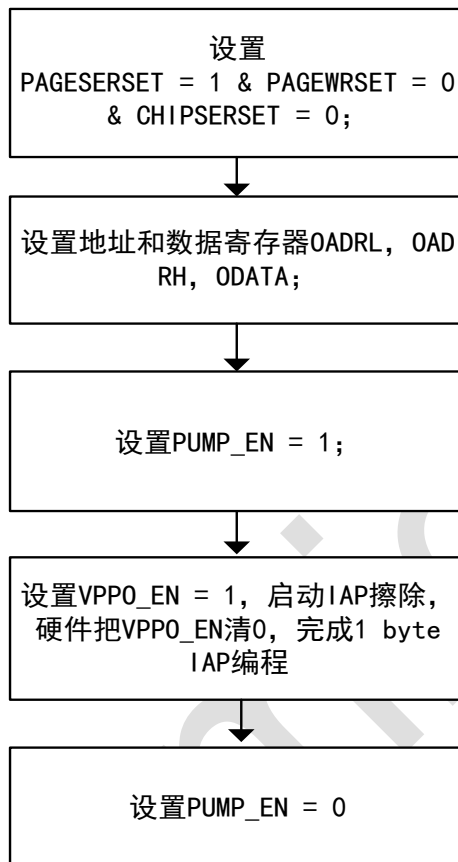 设置
PAGESERSET = 1 & PAGEWRSET = 0
& CHIPSERSET = 0;
设置地址和数据寄存器OADRL, OAD
RH, ODATA;
设置PUMP_EN = 1;
设置VPPO_EN = 1, 启动IAP擦除,
硬件把VPPO_EN清0, 完成1 byte
IAP编程
设置PUMP_EN = 0